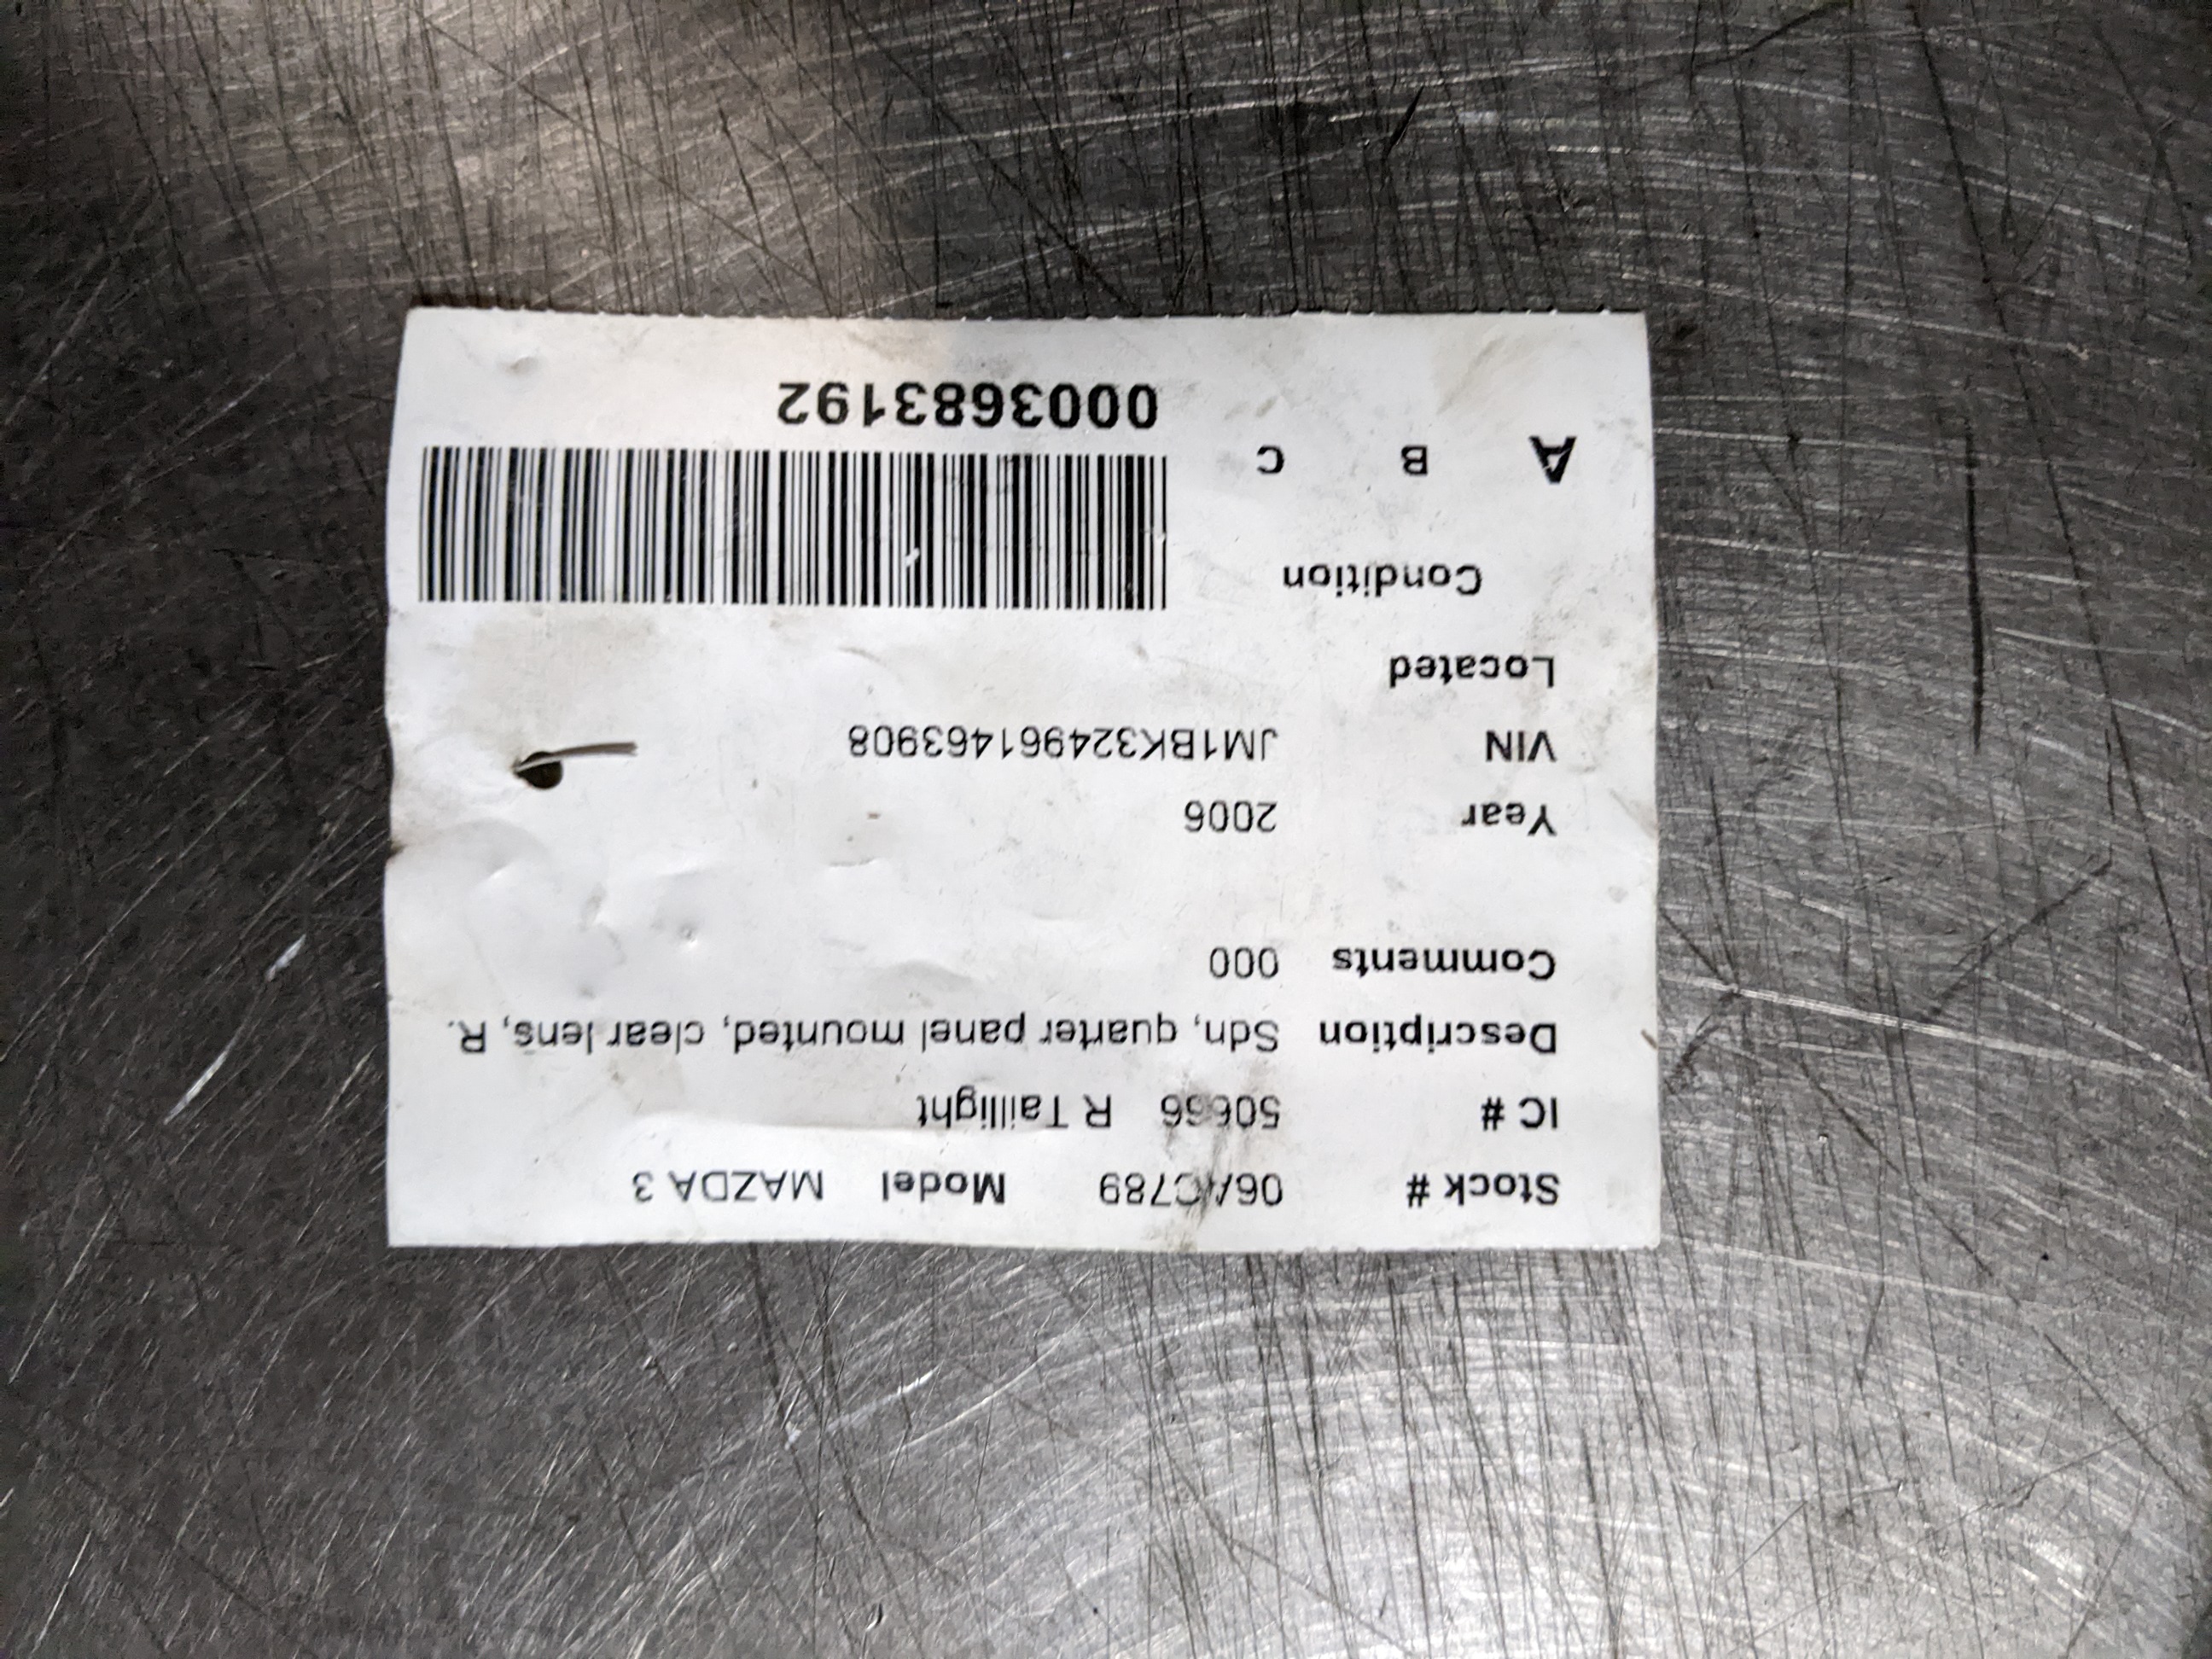 Stock # 06AC789 Model MAZDA 3
IC # R Taillight
Description Sdn, quarter panel mounted, clear lens, R.
Comments 000
Year 2006
VIN JM1BK324961463908
Located
Condition
A B C
0003683192